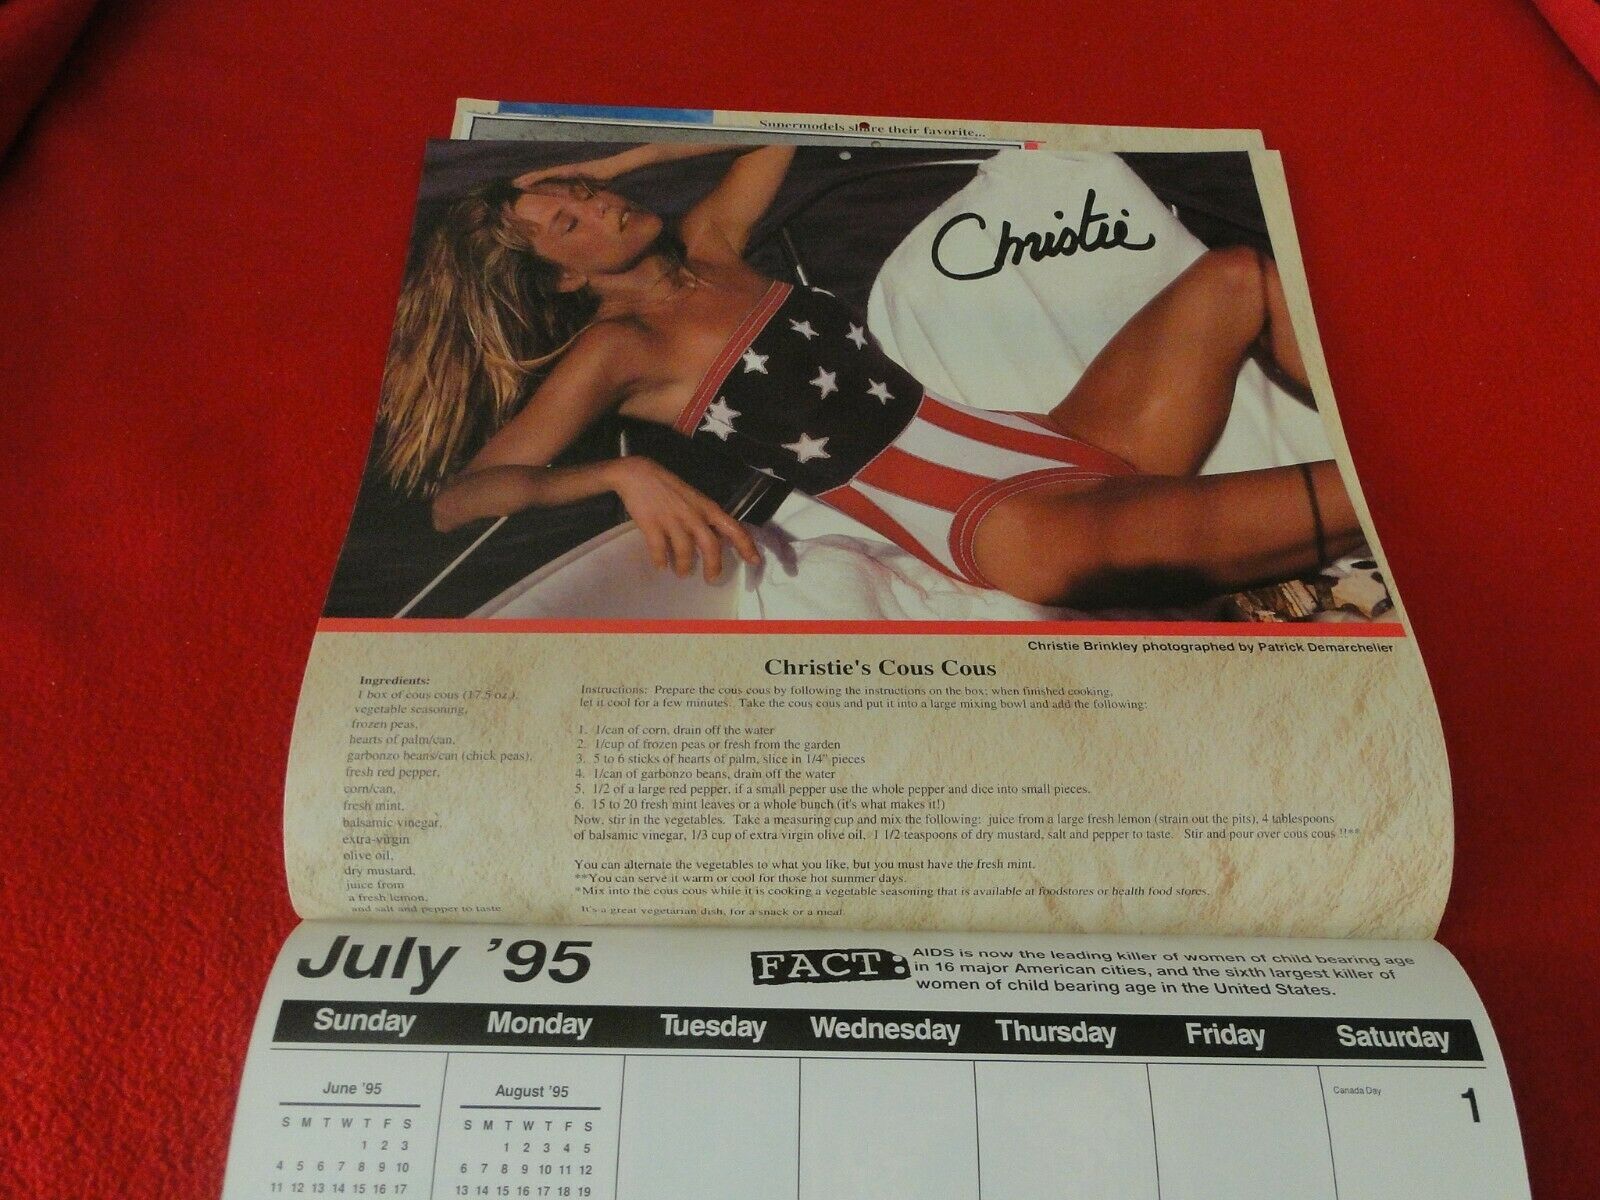 Supermodels share their favorite...
Christie
Christie Brinkley photographed by Patrick Demarchelier
Christie's Cous Cous
Ingredients:
1 box of cous cous (17.5 oz.),
vegetable seasoning,
frozen peas,
hearts of palm/can,
garbonzo beans/can (chick peas),
fresh red pepper,
corn/can,
fresh mint,
balsamic vinegar,
extra-virgin
olive oil,
dry mustard,
juice from
a fresh lemon,
and salt and pepper to taste
Instructions: Prepare the cous cous by following the instructions on the box; when finished cooking,
let it cool for a few minutes. Take the cous cous and put it into a large mixing bowl and add the following:
1. 1/can of corn, drain off the water
2. 1/cup of frozen peas or fresh from the garden
3. 5 to 6 sticks of hearts of palm, slice in 1/4" pieces
4. 1/can of garbonzo beans, drain off the water
5. 1/2 of a large red pepper, if a small pepper use the whole pepper and dice into small pieces.
6. 15 to 20 fresh mint leaves or a whole bunch (it's what makes it!)
Now, stir in the vegetables. Take a measuring cup and mix the following: juice from a large fresh lemon (strain out the pits), 4 tablespoons
of balsamic vinegar, 1/3 cup of extra virgin olive oil, 1 1/2 teaspoons of dry mustard, salt and pepper to taste. Stir and pour over cous cous !!**
You can alternate the vegetables to what you like, but you must have the fresh mint.
**You can serve it warm or cool for those hot summer days.
*Mix into the cous cous while it is cooking a vegetable seasoning that is available at foodstores or health food stores.
It's a great vegetarian dish, for a snack or a meal.
July '95
FACT:
AIDS is now the leading killer of women of child bearing age
in 16 major American cities, and the sixth largest killer of
women of child bearing age in the United States.
Sunday Monday Tuesday Wednesday Thursday Friday Saturday
June '95
S M T W T F S
1 2 3
4 5 6 7 8 9 10
11 12 13 14 15 16 17
August '95
S M T W T F S
1 2 3 4 5
6 7 8 9 10 11 12
13 14 15 16 17 18 19
Canada Day
1